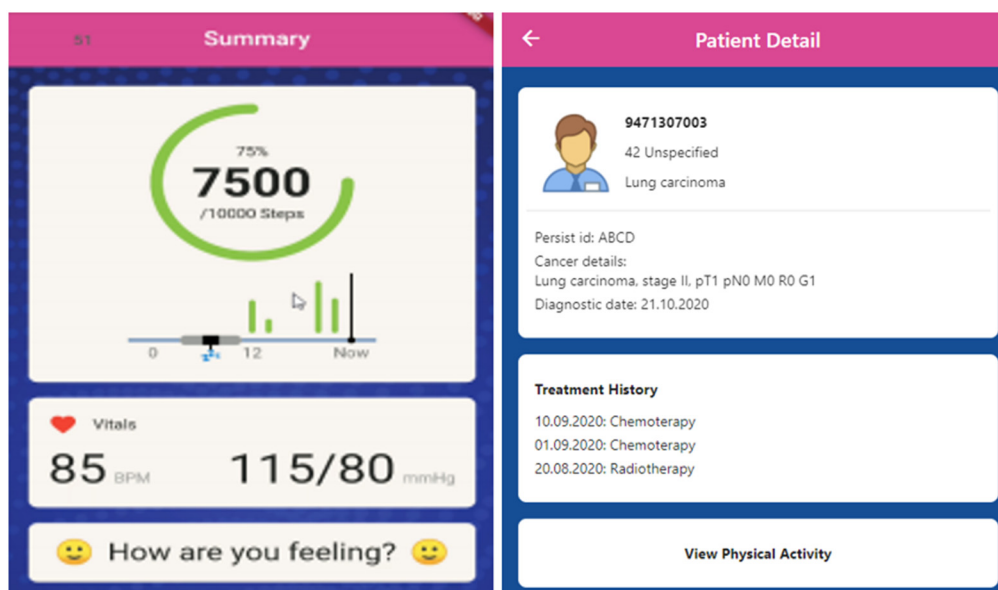 51
Summary
75%
7500
/10000 Steps
0
12
Now
Vitals
85 BPM
115/80 mmHg
How are you feeling?
Patient Detail
9471307003
42 Unspecified
Lung carcinoma
Persist id: ABCD
Cancer details:
Lung carcinoma, stage II, pT1 pN0 M0 R0 G1
Diagnostic date: 21.10.2020
Treatment History
10.09.2020: Chemoterapy
01.09.2020: Chemoterapy
20.08.2020: Radiotherapy
View Physical Activity